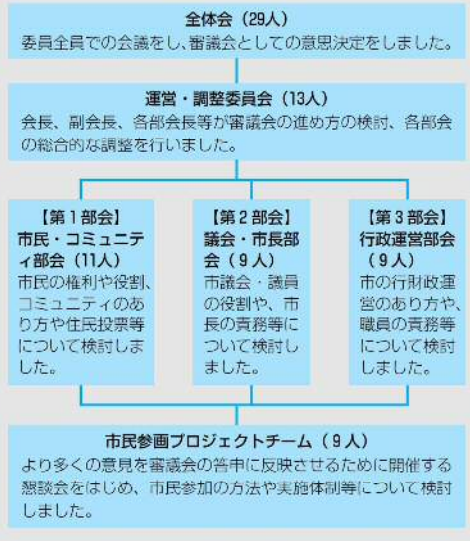 全体会（29人）
委員全員での会議をし、審議会としての意思決定をしました。
運営・調整委員会（13人）
会長、副会長、各部会長等が審議会の進め方の検討、各部会
の総合的な調整を行いました。
【第１部会】
市民・コミュニテ
ィ部会（11人）
市民の権利や役割、
コミュニティのあ
り方や住民投票等
について検討しま
した。
【第２部会】
議会・市長部
会（９人）
市議会・議員
の役割や、市
長の責務等に
ついて検討し
ました。
【第３部会】
行政運営部会
（９人）
市の行財政運
営のあり方や、
職員の責務等
について検討
しました。
市民参画プロジェクトチーム（９人）
より多くの意見を審議会の答申に反映させるために開催する
懇談会をはじめ、市民参加の方法や実施体制等について検討
しました。